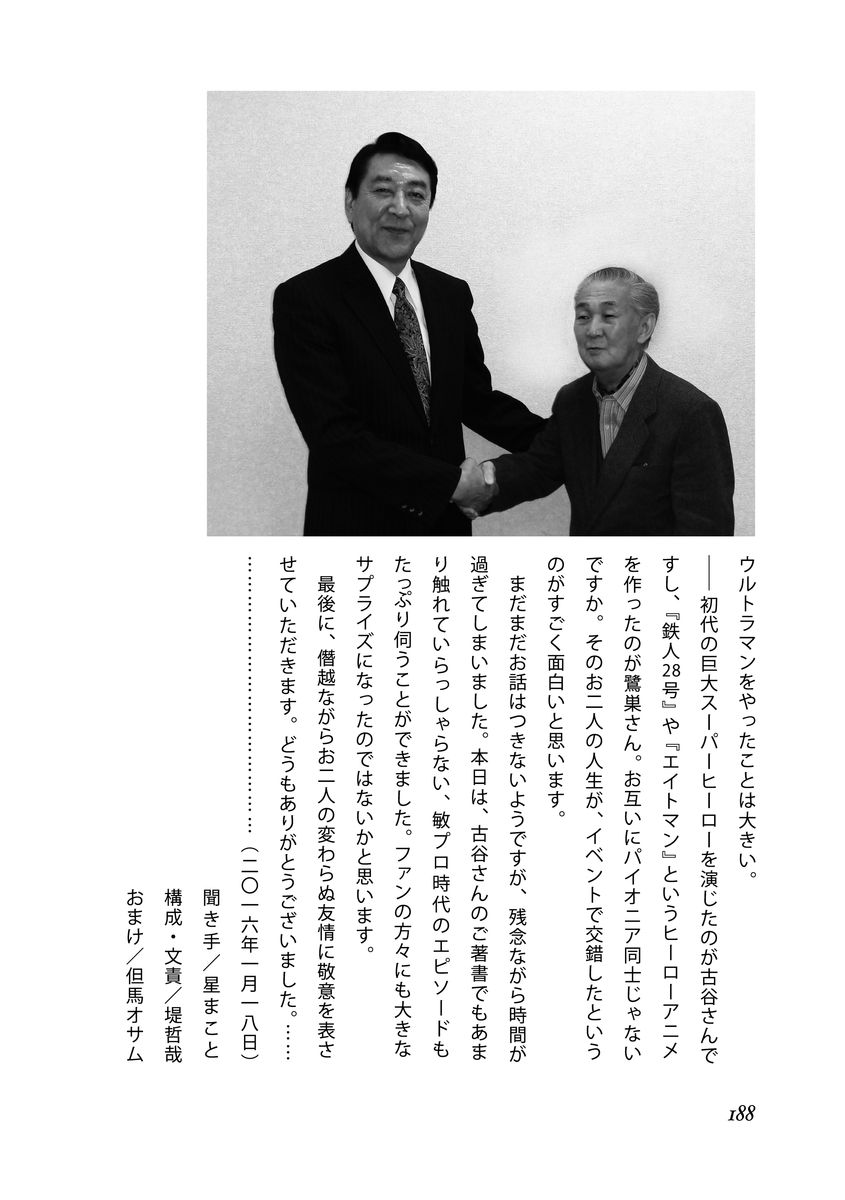 ウルトラマンをやったことは大きい。
―― 初代の巨大スーパーヒーローを演じたのが古谷さんで
すし、『鉄人28号』や『エイトマン』というヒーローアニメ
を作ったのが鷺巣さん。お互いにパイオニア同士じゃない
ですか。そのお二人の人生が、イベントで交錯したという
のがすごく面白いと思います。
まだまだお話はつきないようですが、残念ながら時間が
過ぎてしまいました。本日は、古谷さんのご著書でもあま
り触れていらっしゃらない、敏プロ時代のエピソードも
たっぷり伺うことができました。ファンの方々にも大きな
サプライズになったのではないかと思います。
最後に、僭越ながらお二人の変わらぬ友情に敬意を表さ
せていただきます。どうもありがとうございました。……
…………………………………………（二〇一六年一月一八日）
聞き手／星まこと
構成・文責／堤哲哉
おまけ／但馬オサム
188